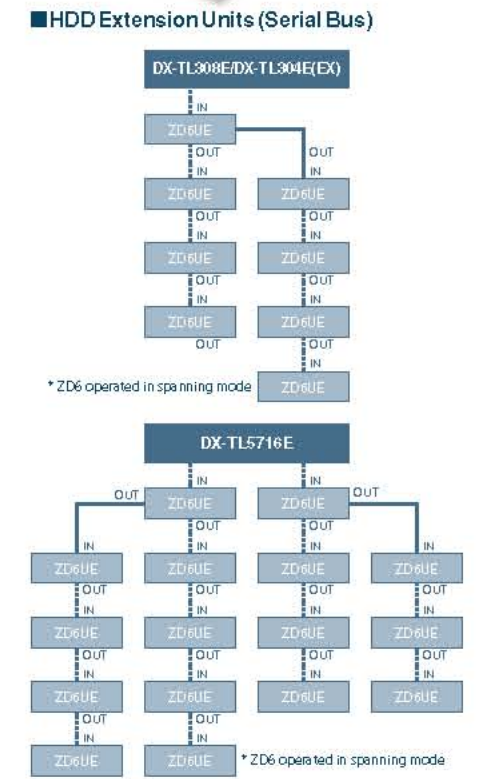 HDD Extension Units (Serial Bus)
DX-TL308E/DX-TL304E(EX)
IN
ZD6UE
OUT OUT
IN IN
ZD6UE ZD6UE
OUT OUT
IN IN
ZD6UE ZD6UE
OUT OUT
IN IN
ZD6UE ZD6UE
OUT OUT
IN
* ZD6 operated in spanning mode ZD6UE
DX-TL5716E
IN IN
OUT ZD6UE ZD6UE OUT
OUT OUT
IN IN IN IN
ZD6UE ZD6UE ZD6UE ZD6UE
OUT OUT OUT OUT
IN IN IN IN
ZD6UE ZD6UE ZD6UE ZD6UE
OUT OUT OUT OUT
IN IN IN IN
ZD6UE ZD6UE ZD6UE ZD6UE
OUT OUT
IN IN
ZD6UE ZD6UE * ZD6 operated in spanning mode